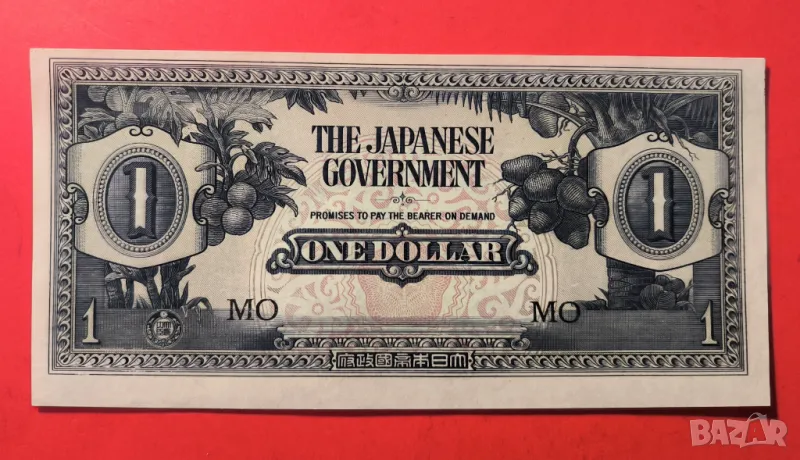 THE JAPANESE
GOVERNMENT
PROMISES TO PAY THE BEARER ON DEMAND
ONE DOLLAR
1 1
MO MO
1 1
府政國帝本日大
BAZAR